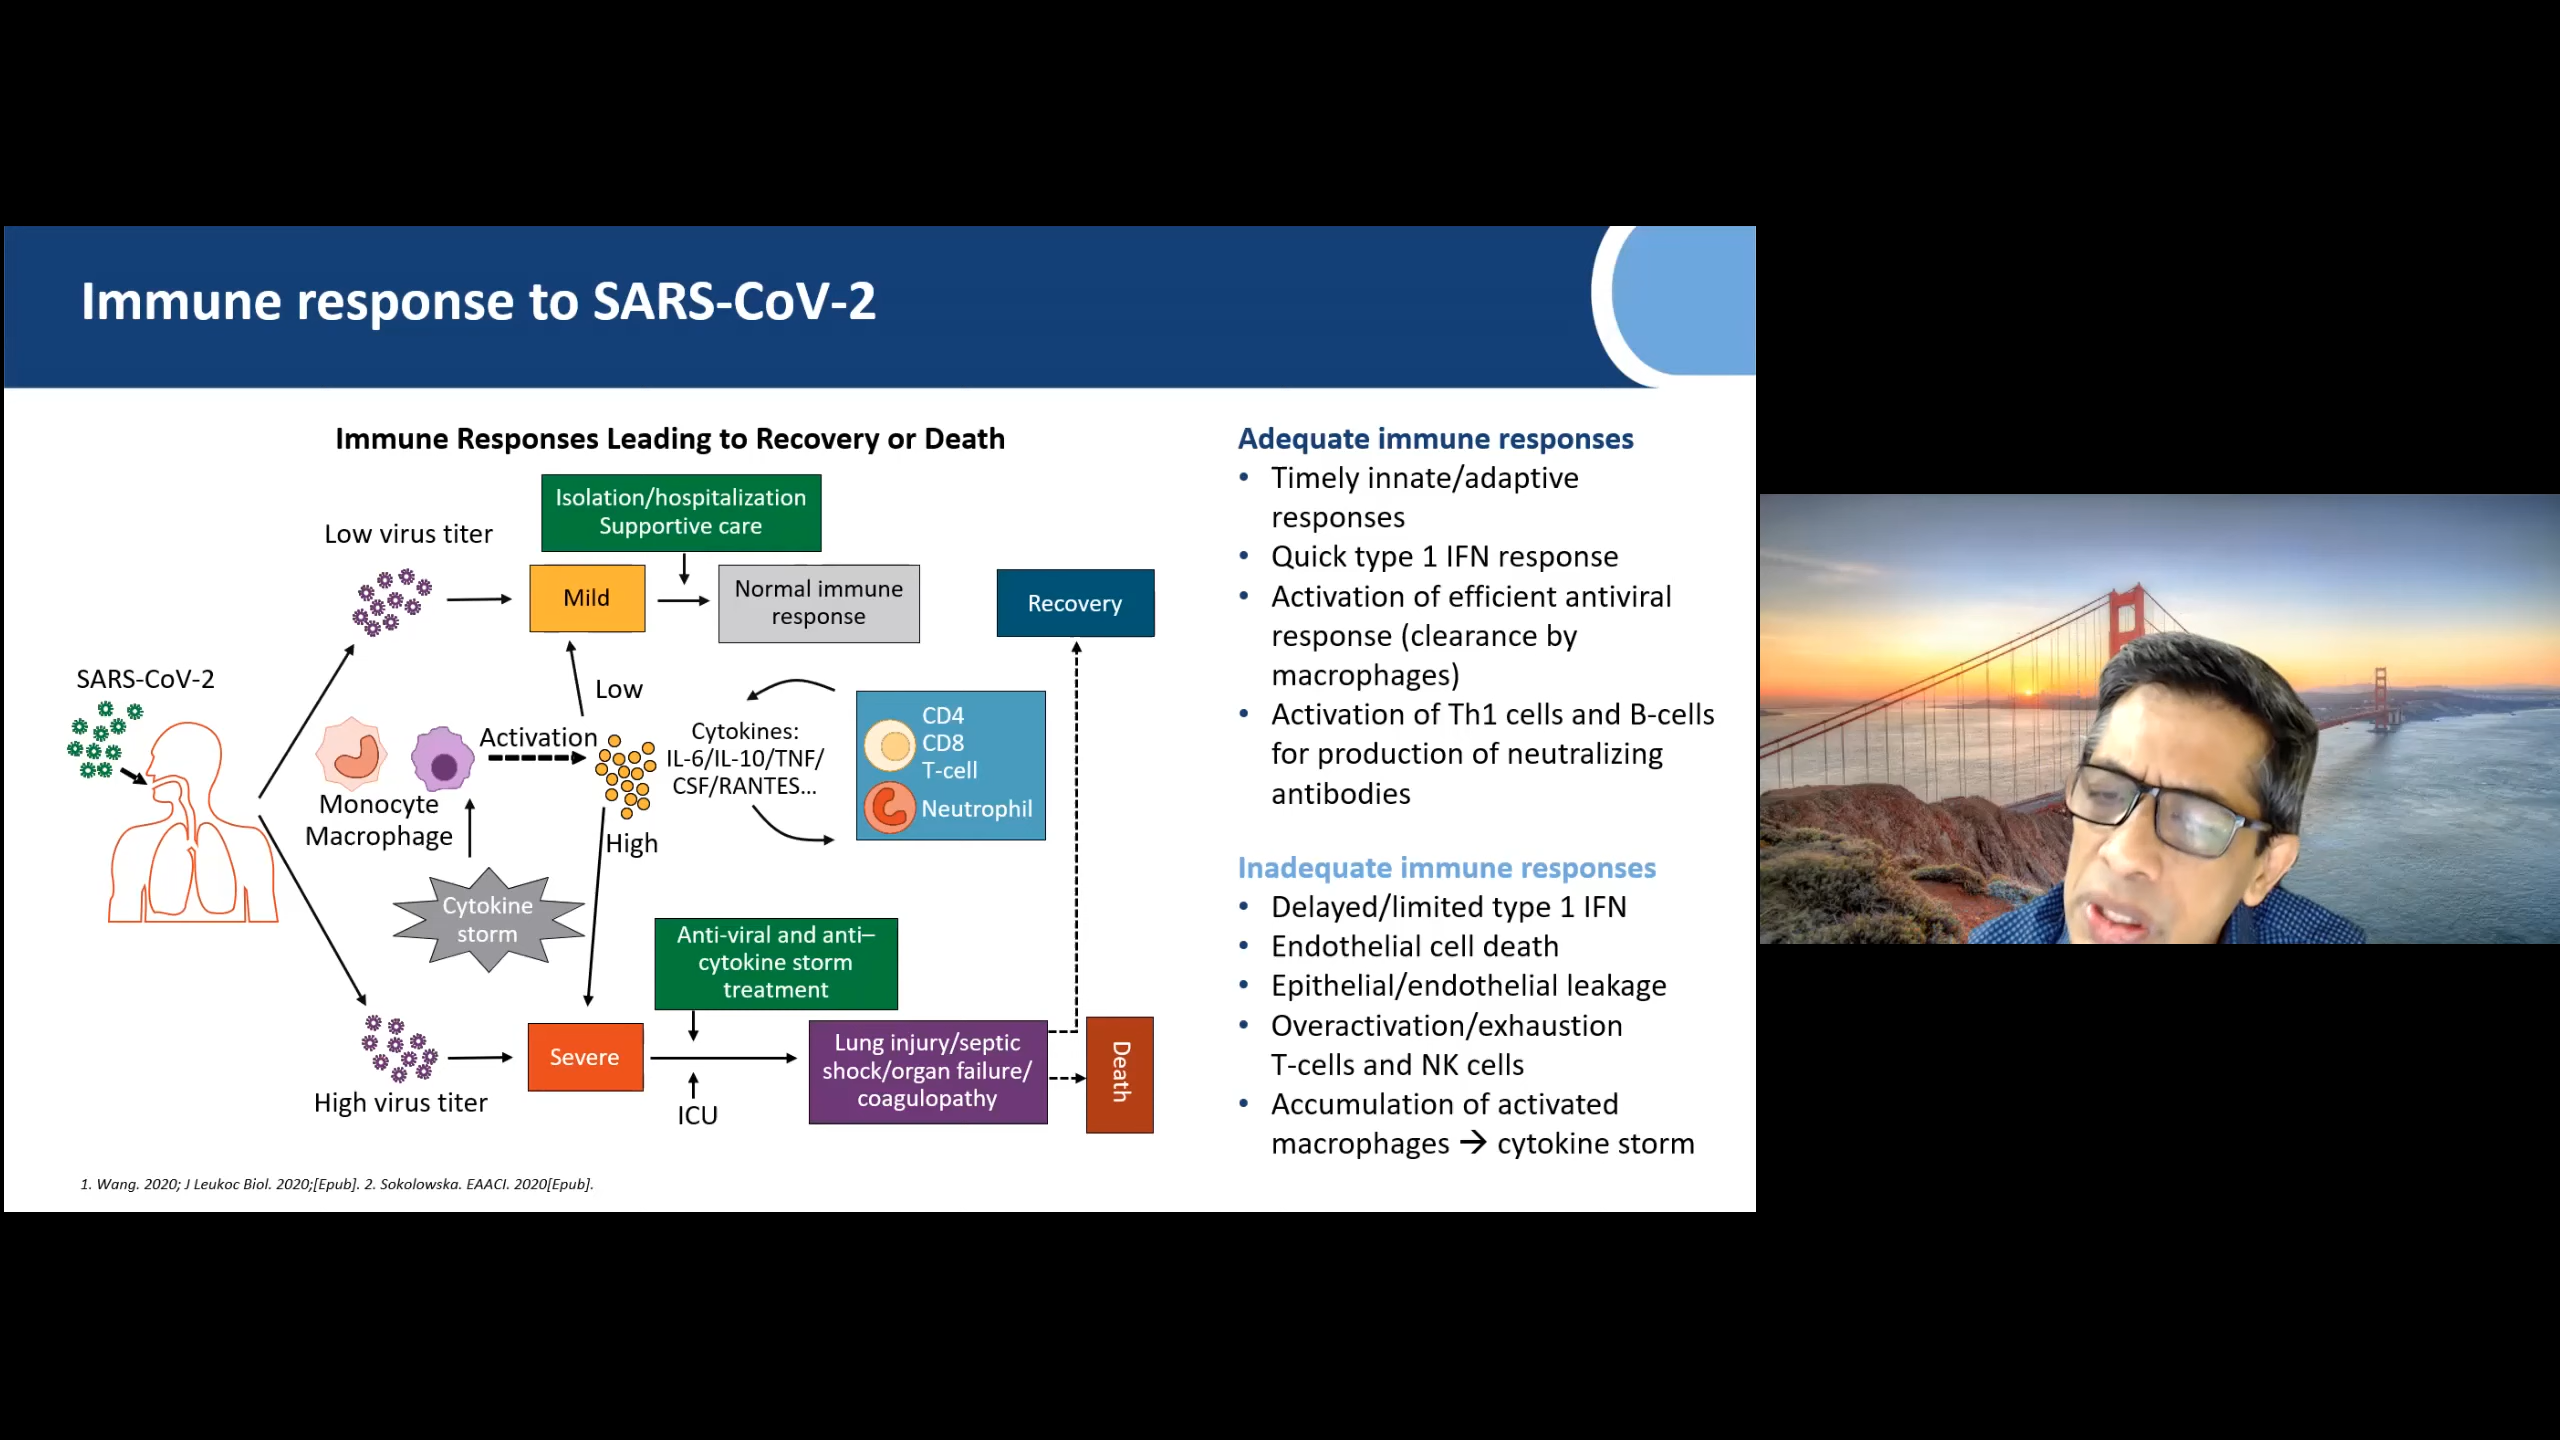 Immune response to SARS-CoV-2
Immune Responses Leading to Recovery or Death
Isolation/hospitalization
Supportive care
Low virus titer
Mild
Normal immune
response
Recovery
SARS-CoV-2
Low
Activation
Cytokines:
IL-6/IL-10/TNF/
CSF/RANTES...
CD4
CD8
T-cell
Neutrophil
Monocyte
Macrophage
High
Cytokine
storm
Anti-viral and anti–
cytokine storm
treatment
Severe
Lung injury/septic
shock/organ failure/
coagulopathy
Death
High virus titer
ICU
Adequate immune responses
• Timely innate/adaptive
responses
• Quick type 1 IFN response
• Activation of efficient antiviral
response (clearance by
macrophages)
• Activation of Th1 cells and B-cells
for production of neutralizing
antibodies
Inadequate immune responses
• Delayed/limited type 1 IFN
• Endothelial cell death
• Epithelial/endothelial leakage
• Overactivation/exhaustion
T-cells and NK cells
• Accumulation of activated
macrophages → cytokine storm
1. Wang. 2020; J Leukoc Biol. 2020;[Epub]. 2. Sokolowska. EAACI. 2020[Epub].